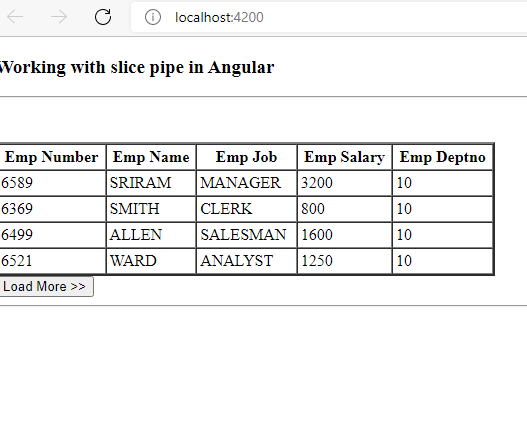 localhost:4200
Working with slice pipe in Angular
Emp Number Emp Name Emp Job Emp Salary Emp Deptno
6589 SRIRAM MANAGER 3200 10
6369 SMITH CLERK 800 10
6499 ALLEN SALESMAN 1600 10
6521 WARD ANALYST 1250 10
Load More >>